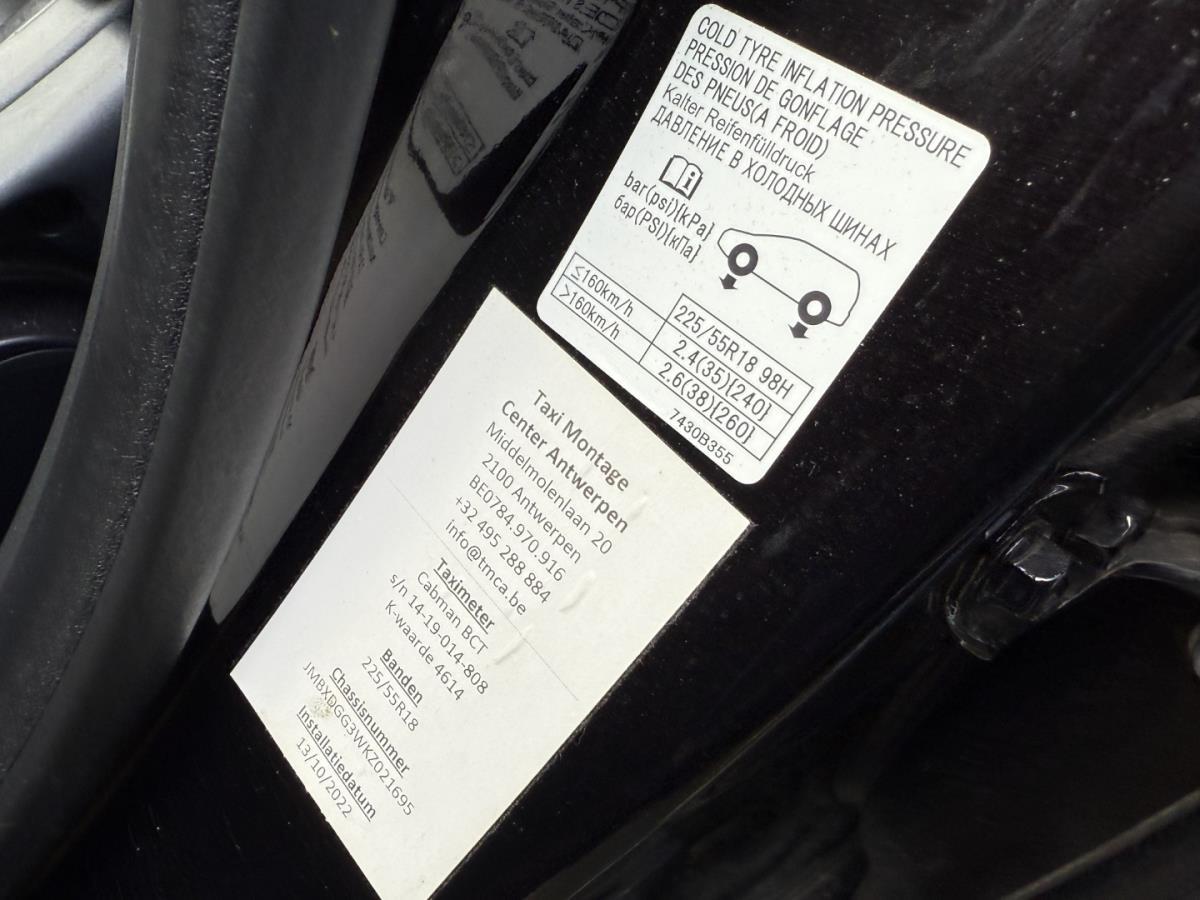 COLD TYRE INFLATION PRESSURE
PRESSION DE GONFLAGE
DES PNEUS(A FROID)
Kalter Reifenfülldruck
ДАВЛЕНИЕ В ХОЛОДНЫХ ШИНАХ
bar(psi){kPa}
бар(PSI){кПа}
225/55R18 98H
≤160km/h 2.4(35){240}
>160km/h 2.6(38){260}
7430B355
Taxi Montage
Center Antwerpen
Middelmolenlaan 20
2100 Antwerpen
BE0784.970.916
+32 495 288 884
info@tmca.be
Taximeter
Cabman BCT
s/n 14-19-014-808
K-waarde 4614
Banden
225/55R18
Chassisnummer
JMBXDGG3WKZ021695
Installatiedatum
13/10/2022